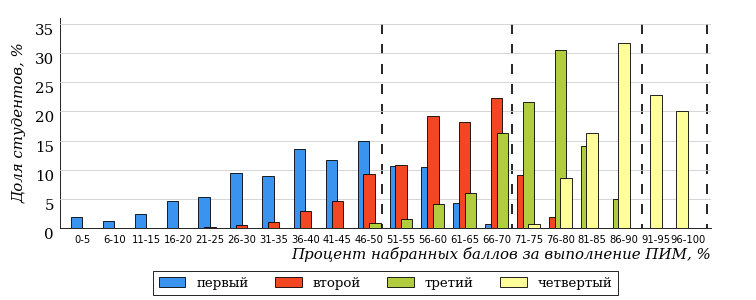 Доля студентов, %
35
30
25
20
15
10
5
0
0-5 6-10 11-15 16-20 21-25 26-30 31-35 36-40 41-45 46-50 51-55 56-60 61-65 66-70 71-75 76-80 81-85 86-90 91-95 96-100
Процент набранных баллов за выполнение ПИМ, %
первый второй третий четвертый